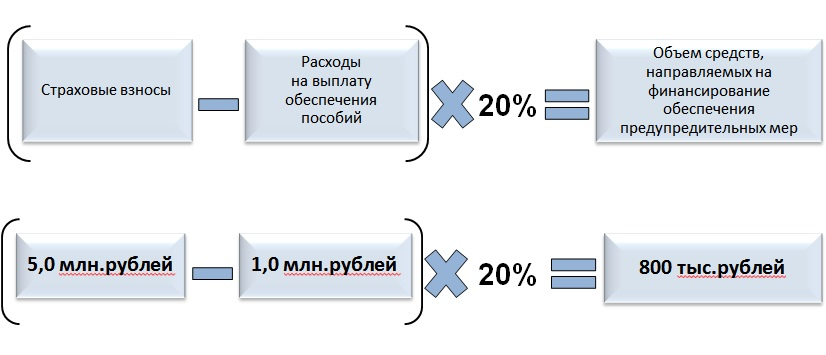 Страховые взносы
Расходы
на выплату
обеспечения
пособий
20%
Объем средств,
направляемых на
финансирование
обеспечения
предупредительных мер
5,0 млн.рублей
1,0 млн.рублей
20%
800 тыс.рублей